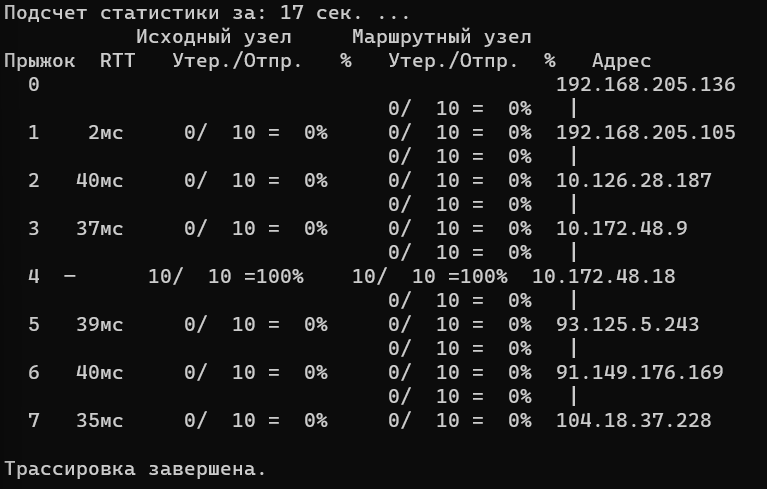 Подсчет статистики за: 17 сек. ...
           Исходный узел     Маршрутный узел
Прыжок  RTT   Утер./Отпр.   %   Утер./Отпр.  %   Адрес
  0                                           192.168.205.136
                                0/  10 =  0%   |
  1    2мс     0/  10 =  0%     0/  10 =  0%  192.168.205.105
                                0/  10 =  0%   |
  2   40мс     0/  10 =  0%     0/  10 =  0%  10.126.28.187
                                0/  10 =  0%   |
  3   37мс     0/  10 =  0%     0/  10 =  0%  10.172.48.9
                                0/  10 =  0%   |
  4  —      10/  10 =100%    10/  10 =100%  10.172.48.18
                                0/  10 =  0%   |
  5   39мс     0/  10 =  0%     0/  10 =  0%  93.125.5.243
                                0/  10 =  0%   |
  6   40мс     0/  10 =  0%     0/  10 =  0%  91.149.176.169
                                0/  10 =  0%   |
  7   35мс     0/  10 =  0%     0/  10 =  0%  104.18.37.228
Трассировка завершена.